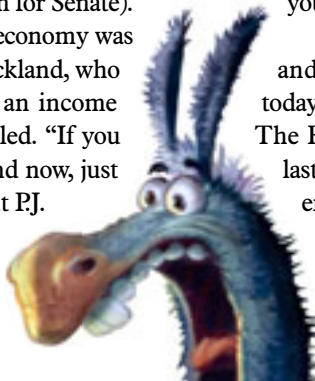 n for Senate).
economy was
ckland, who
an income
led. “If you
nd now, just
t P.J.
you
and
today
The
last
e